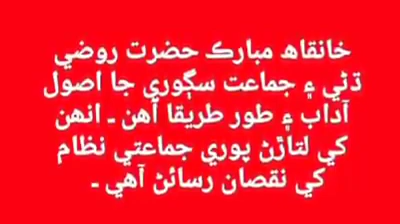 خانقاھ مبارڪ حضرت روضي
ڌڻي ۽ جماعت سڳوري جا اصول
آداب ۽ طور طريقا آهن ـ انهن
کي لتاڙڻ پوري جماعتي نظام
کي نقصان رسائڻ آهي ـ